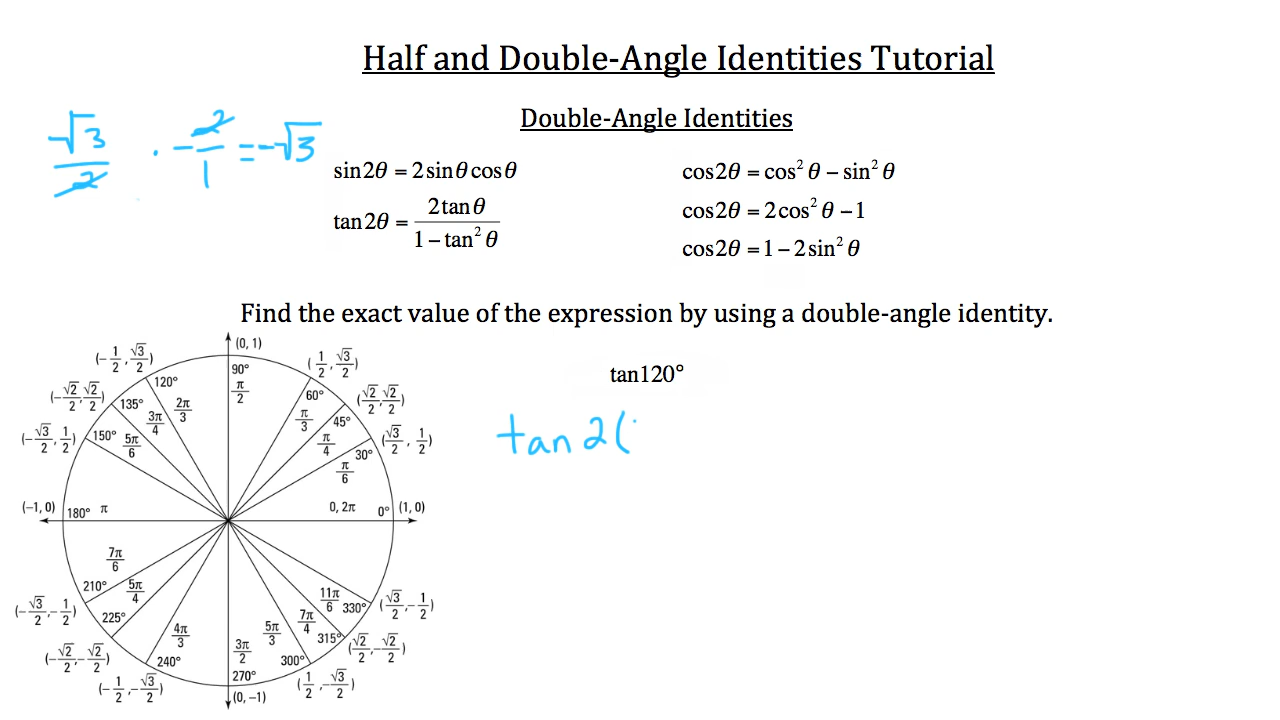 Half and Double-Angle Identities Tutorial
Double-Angle Identities
√3/2 · -2/1 = -√3
sin2θ = 2sinθcosθ
tan2θ = 2tanθ / 1 − tan² θ
cos2θ = cos² θ − sin² θ
cos2θ = 2cos² θ − 1
cos2θ = 1 − 2sin² θ
Find the exact value of the expression by using a double-angle identity.
tan120°
tan 2(
(0, 1)
90°
π/2
(1/2, √3/2)
60°
π/3
(√2/2, √2/2)
45°
π/4
(√3/2, 1/2)
30°
π/6
(−1/2, √3/2)
120°
2π/3
(−√2/2, √2/2)
135°
3π/4
(−√3/2, 1/2)
150°
5π/6
(−1, 0)
180°
π
0, 2π
0°
(1, 0)
7π/6
210°
(−√3/2, −1/2)
5π/4
225°
(−√2/2, −√2/2)
4π/3
240°
(−1/2, −√3/2)
3π/2
270°
(0, −1)
5π/3
300°
(1/2, −√3/2)
7π/4
315°
(√2/2, −√2/2)
11π/6
330°
(√3/2, −1/2)